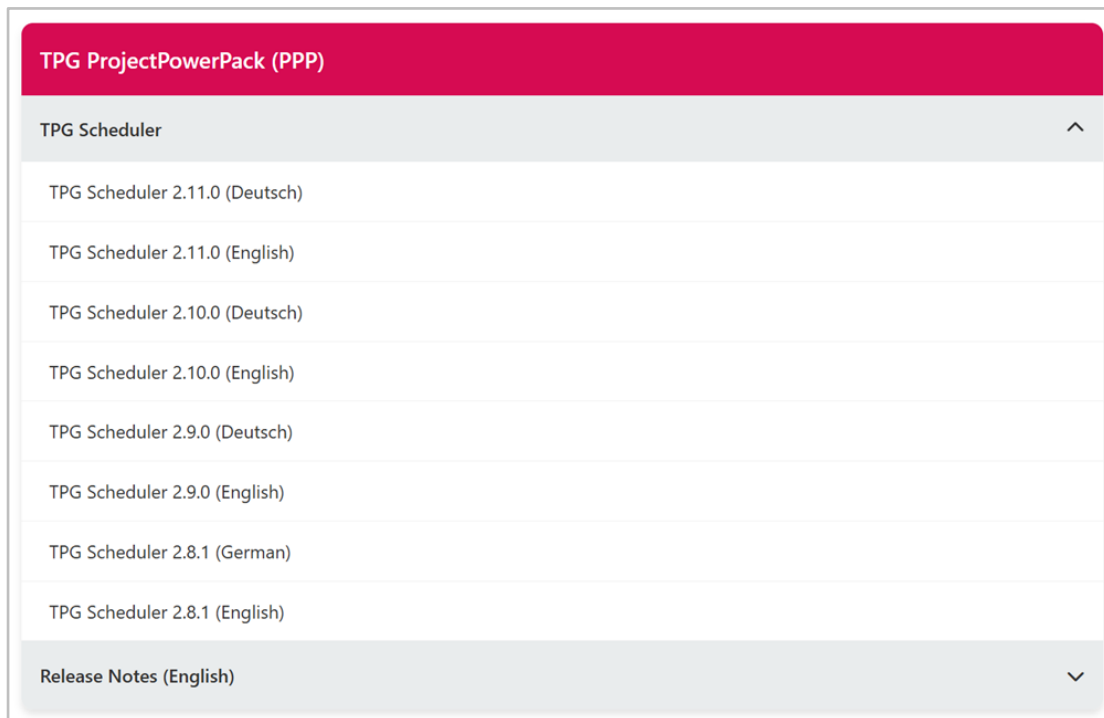 TPG ProjectPowerPack (PPP)
TPG Scheduler
TPG Scheduler 2.11.0 (Deutsch)
TPG Scheduler 2.11.0 (English)
TPG Scheduler 2.10.0 (Deutsch)
TPG Scheduler 2.10.0 (English)
TPG Scheduler 2.9.0 (Deutsch)
TPG Scheduler 2.9.0 (English)
TPG Scheduler 2.8.1 (German)
TPG Scheduler 2.8.1 (English)
Release Notes (English)